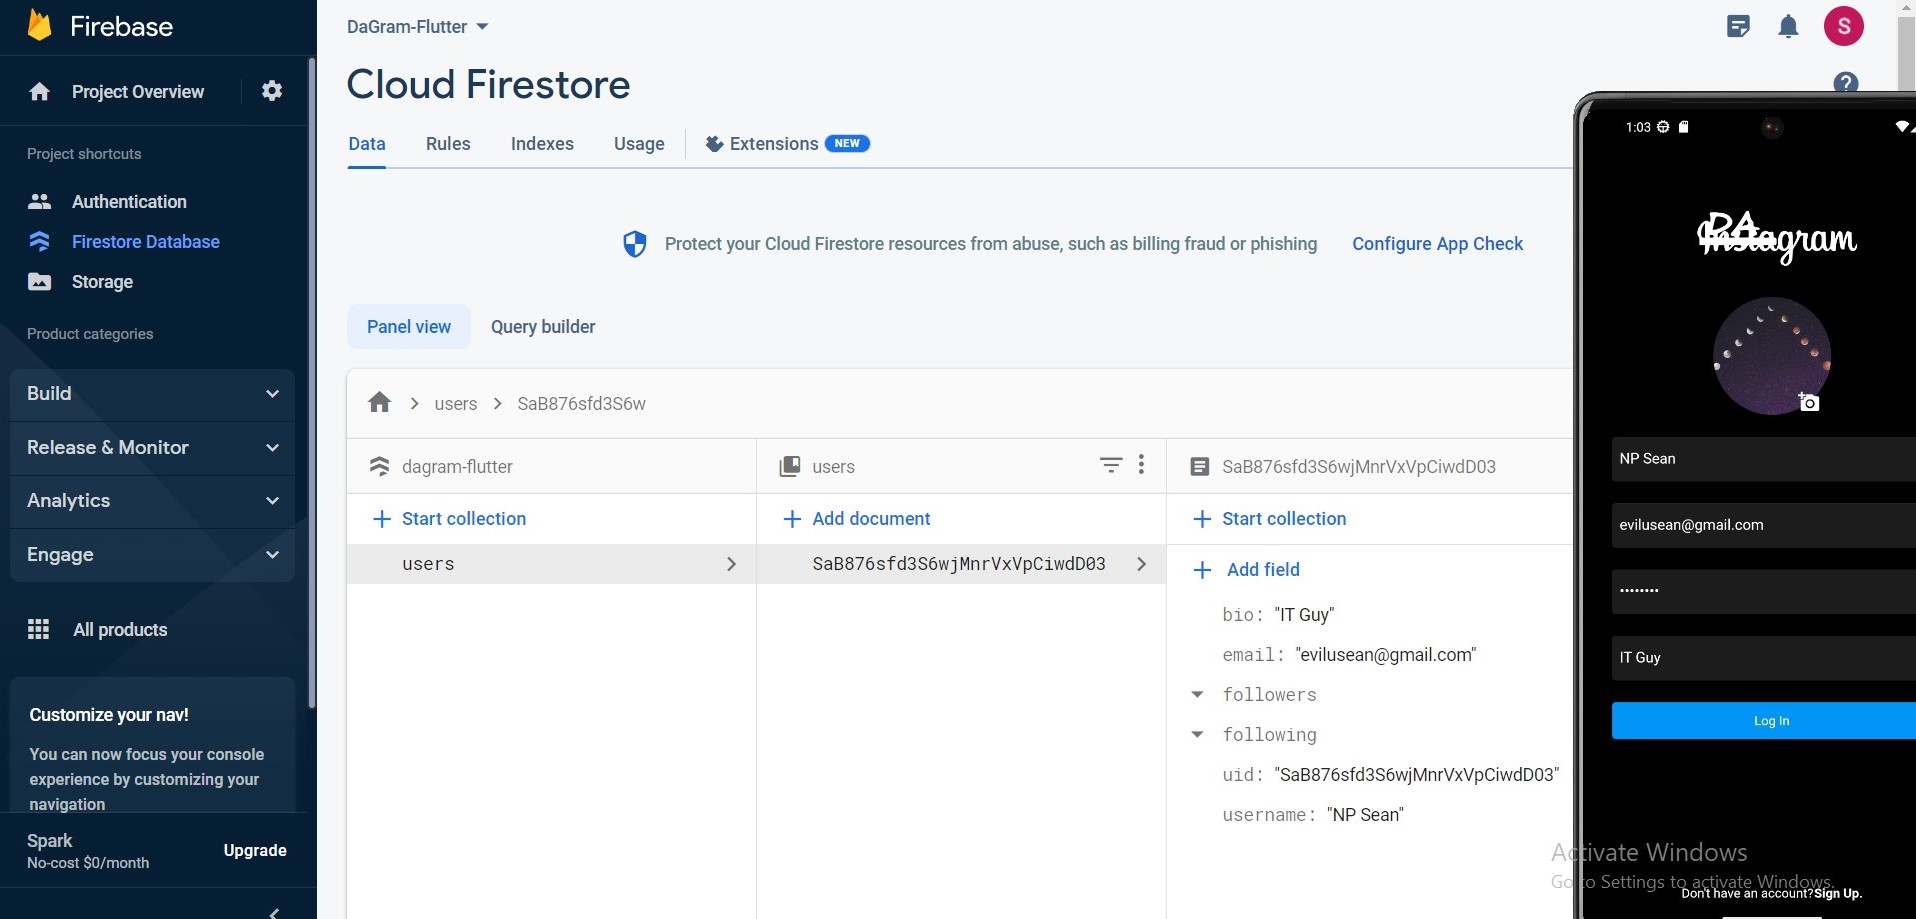 Firebase
Project Overview
Project shortcuts
Authentication
Firestore Database
Storage
Product categories
Build
Release & Monitor
Analytics
Engage
All products
Customize your nav!
You can now focus your console
experience by customizing your
navigation
Spark
No-cost $0/month
Upgrade
DaGram-Flutter
S
Cloud Firestore
?
Data Rules Indexes Usage Extensions NEW
Protect your Cloud Firestore resources from abuse, such as billing fraud or phishing Configure App Check
Panel view Query builder
users > SaB876sfd3S6w
dagram-flutter
Start collection
users
users
Add document
SaB876sfd3S6wjMnrVxVpCiwdD03
SaB876sfd3S6wjMnrVxVpCiwdD03
Start collection
Add field
bio: "IT Guy"
email: "evilusean@gmail.com"
followers
following
uid: "SaB876sfd3S6wjMnrVxVpCiwdD03"
username: "NP Sean"
1:03
DA
Instagram
NP Sean
evilusean@gmail.com
••••••••
IT Guy
Log In
Don't have an account? Sign Up.
Activate Windows
Go to Settings to activate Windows.